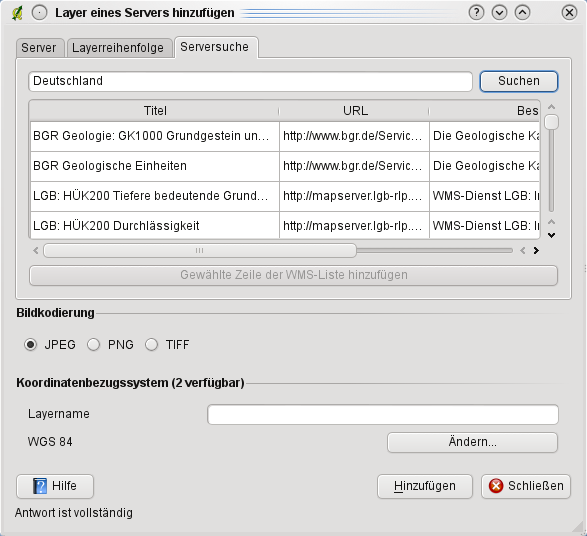 Layer eines Servers hinzufügen
Server Layerreihenfolge Serversuche
Deutschland Suchen
Titel URL Bes
BGR Geologie: GK1000 Grundgestein un... http://www.bgr.de/Servic... Die Geologische Ka
BGR Geologische Einheiten http://www.bgr.de/Servic... Die Geologische Ka
LGB: HÜK200 Tiefere bedeutende Grund... http://mapserver.lgb-rlp.... WMS-Dienst LGB: In
LGB: HÜK200 Durchlässigkeit http://mapserver.lgb-rlp.... WMS-Dienst LGB: In
Gewählte Zeile der WMS-Liste hinzufügen
Bildkodierung
JPEG PNG TIFF
Koordinatenbezugssystem (2 verfügbar)
Layername
WGS 84 Ändern...
Hilfe Hinzufügen Schließen
Antwort ist vollständig